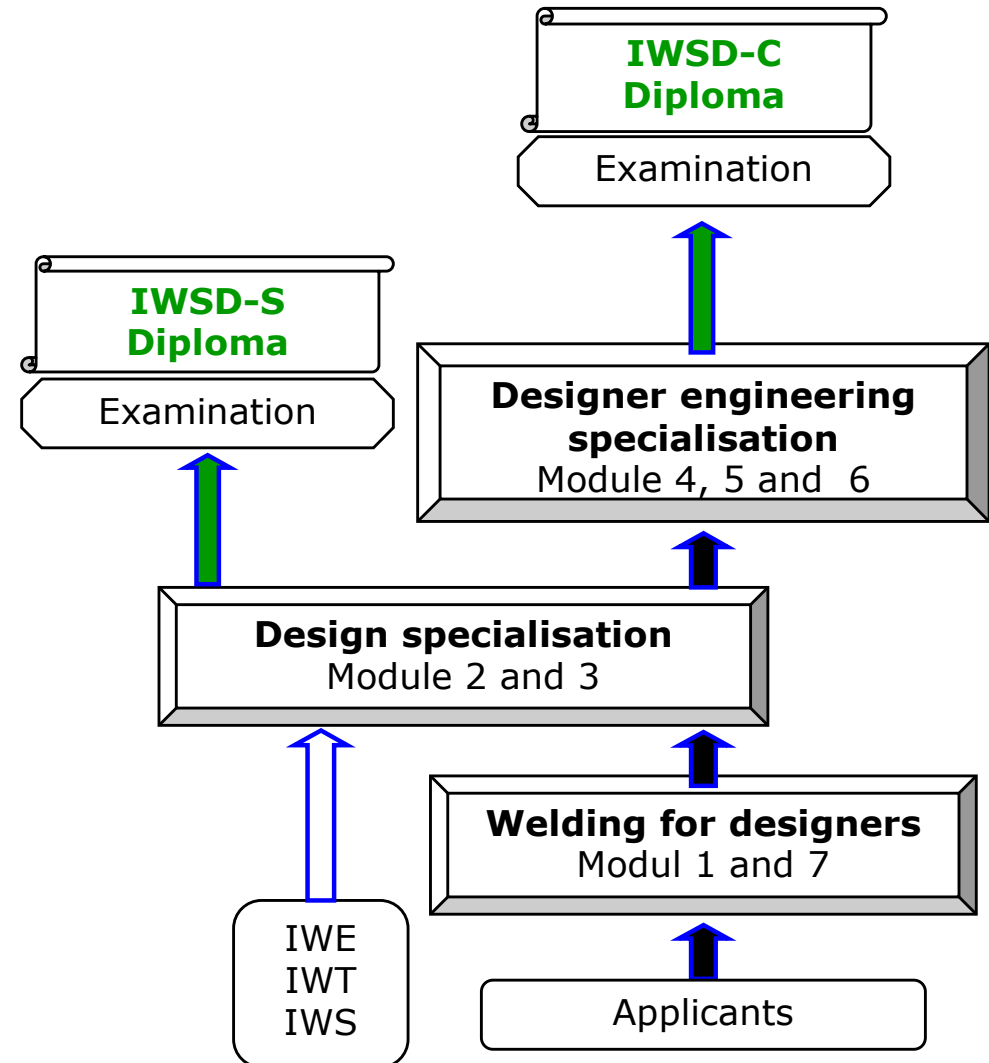 IWSD-C
Diploma
Examination
IWSD-S
Diploma
Examination
Designer engineering
specialisation
Module 4, 5 and  6
Design specialisation
Module 2 and 3
Welding for designers
Modul 1 and 7
IWE
IWT
IWS
Applicants